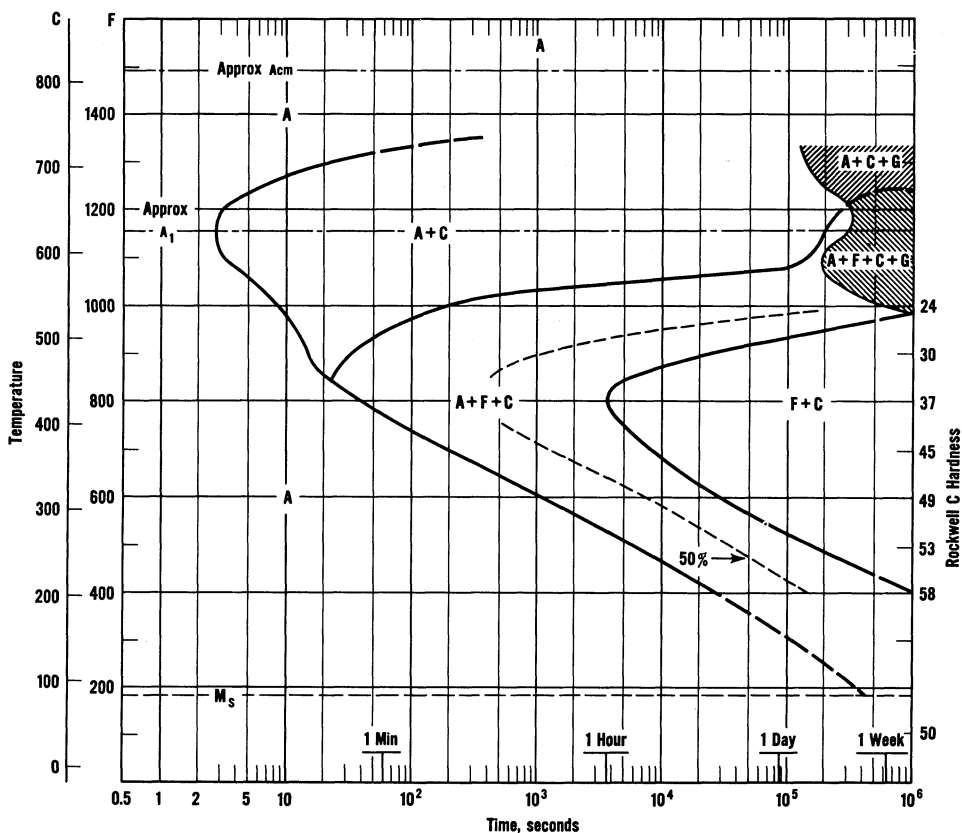 C F
A
Approx Acm
800
1400
A
700
A+C+G
1200
Approx
A₁
A+C
600
A+F+C+G
1000
24
500
30
800
A+F+C
F+C
37
400
45
600
A
49
300
50%
53
200
400
58
100
200
Mₛ
50
1 Min
1 Hour
1 Day
1 Week
0
0.5 1 2 5 10 10² 10³ 10⁴ 10⁵ 10⁶
Time, seconds
Temperature
Rockwell C Hardness